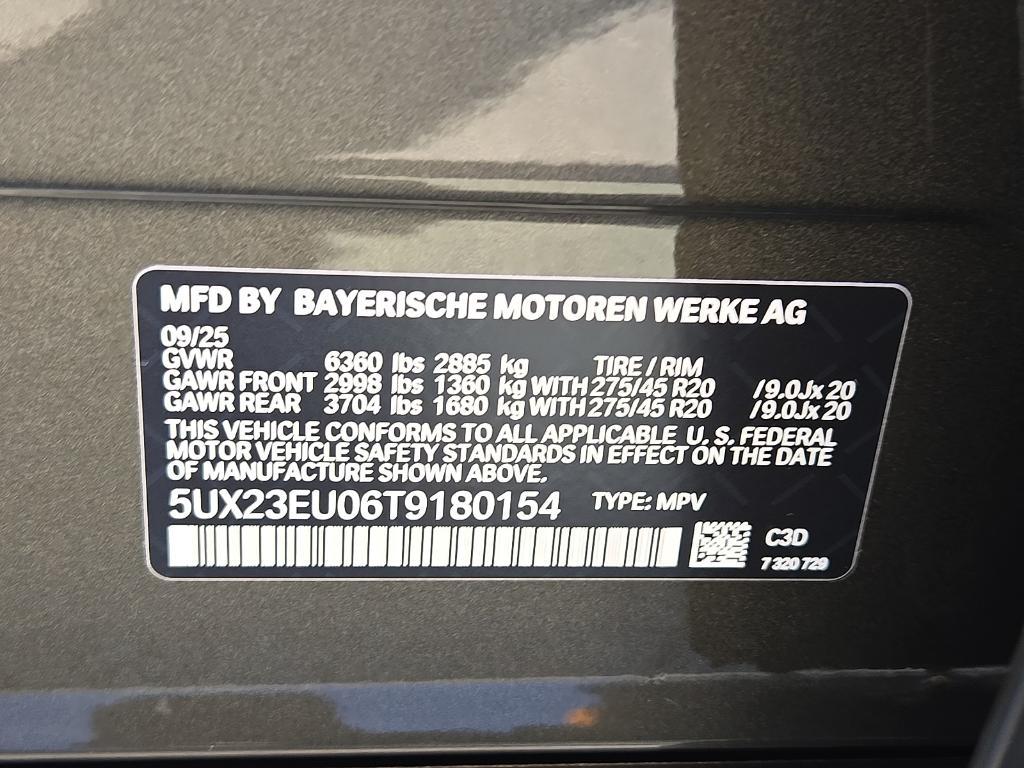 MFD BY BAYERISCHE MOTOREN WERKE AG
09/25
GVWR 6360 lbs 2885 kg TIRE / RIM
GAWR FRONT 2998 lbs 1360 kg WITH 275/45 R20 / 9.0Jx 20
GAWR REAR 3704 lbs 1680 kg WITH 275/45 R20 / 9.0Jx 20
THIS VEHICLE CONFORMS TO ALL APPLICABLE U. S. FEDERAL
MOTOR VEHICLE SAFETY STANDARDS IN EFFECT ON THE DATE
OF MANUFACTURE SHOWN ABOVE.
5UX23EU06T9180154 TYPE: MPV
C3D
7 320 729